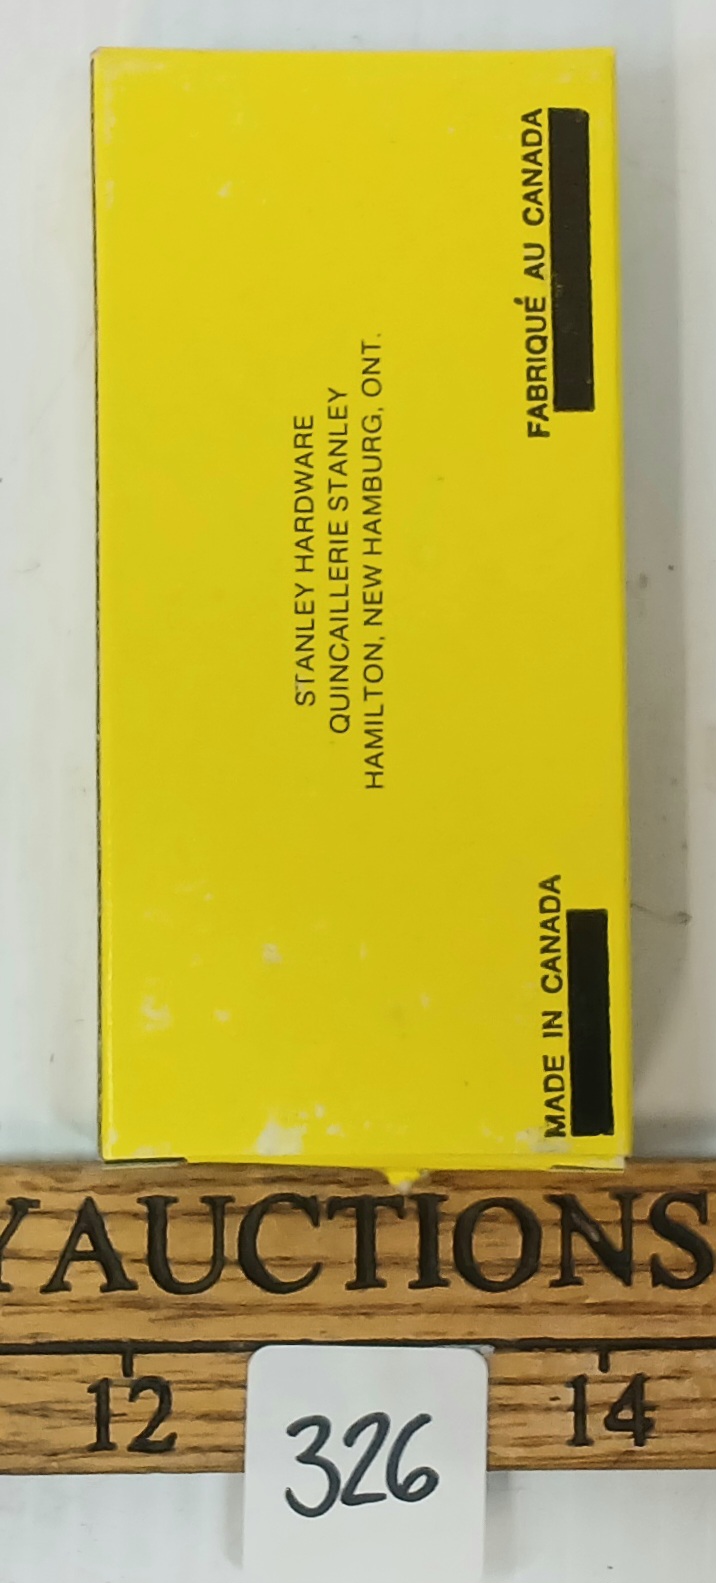 FABRIQUÉ AU CANADA
STANLEY HARDWARE
QUINCAILLERIE STANLEY
HAMILTON, NEW HAMBURG, ONT.
MADE IN CANADA
Y AUCTIONS
12
14
326